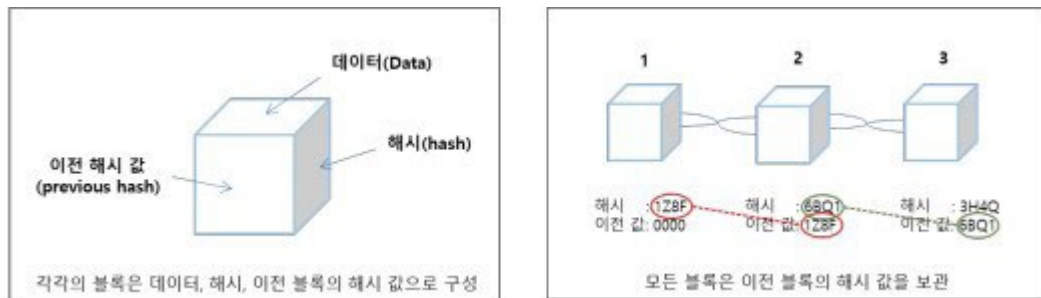 데이터(Data)
해시(hash)
이전 해시 값
(previous hash)
각각의 블록은 데이터, 해시, 이전 블록의 해시 값으로 구성
1 2 3
해시 : 1Z8F 해시 : 6BQ1 해시 : 3H4Q
이전 값: 0000 이전 값: 1Z8F 이전 값: 6BQ1
모든 블록은 이전 블록의 해시 값을 보관